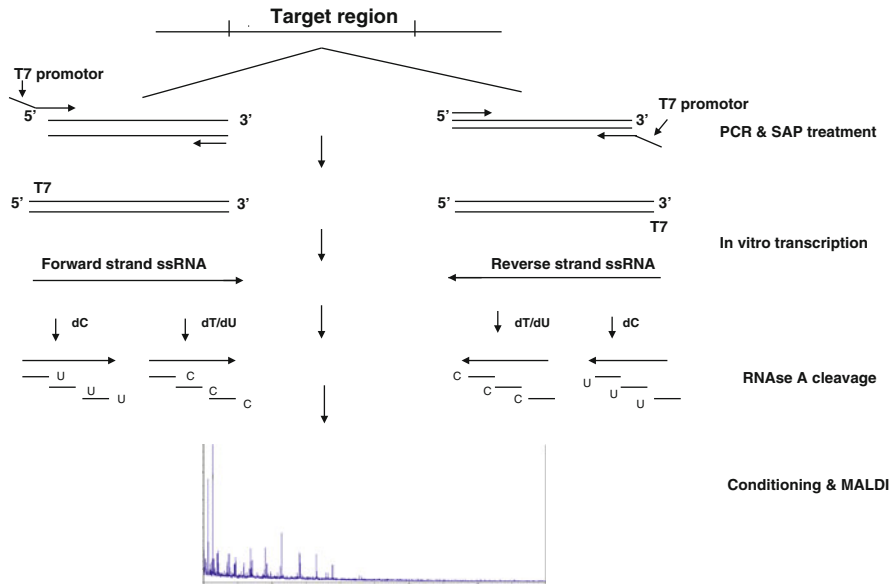 Target region
T7 promotor
5’ 3’
5’ 3’
T7 promotor
PCR & SAP treatment
T7
5’ 3’
5’ 3’
T7
In vitro transcription
Forward strand ssRNA
Reverse strand ssRNA
dC dT/dU
dT/dU dC
RNAse A cleavage
U
U
U
C
C
C
C
C
C
U
U
U
Conditioning & MALDI